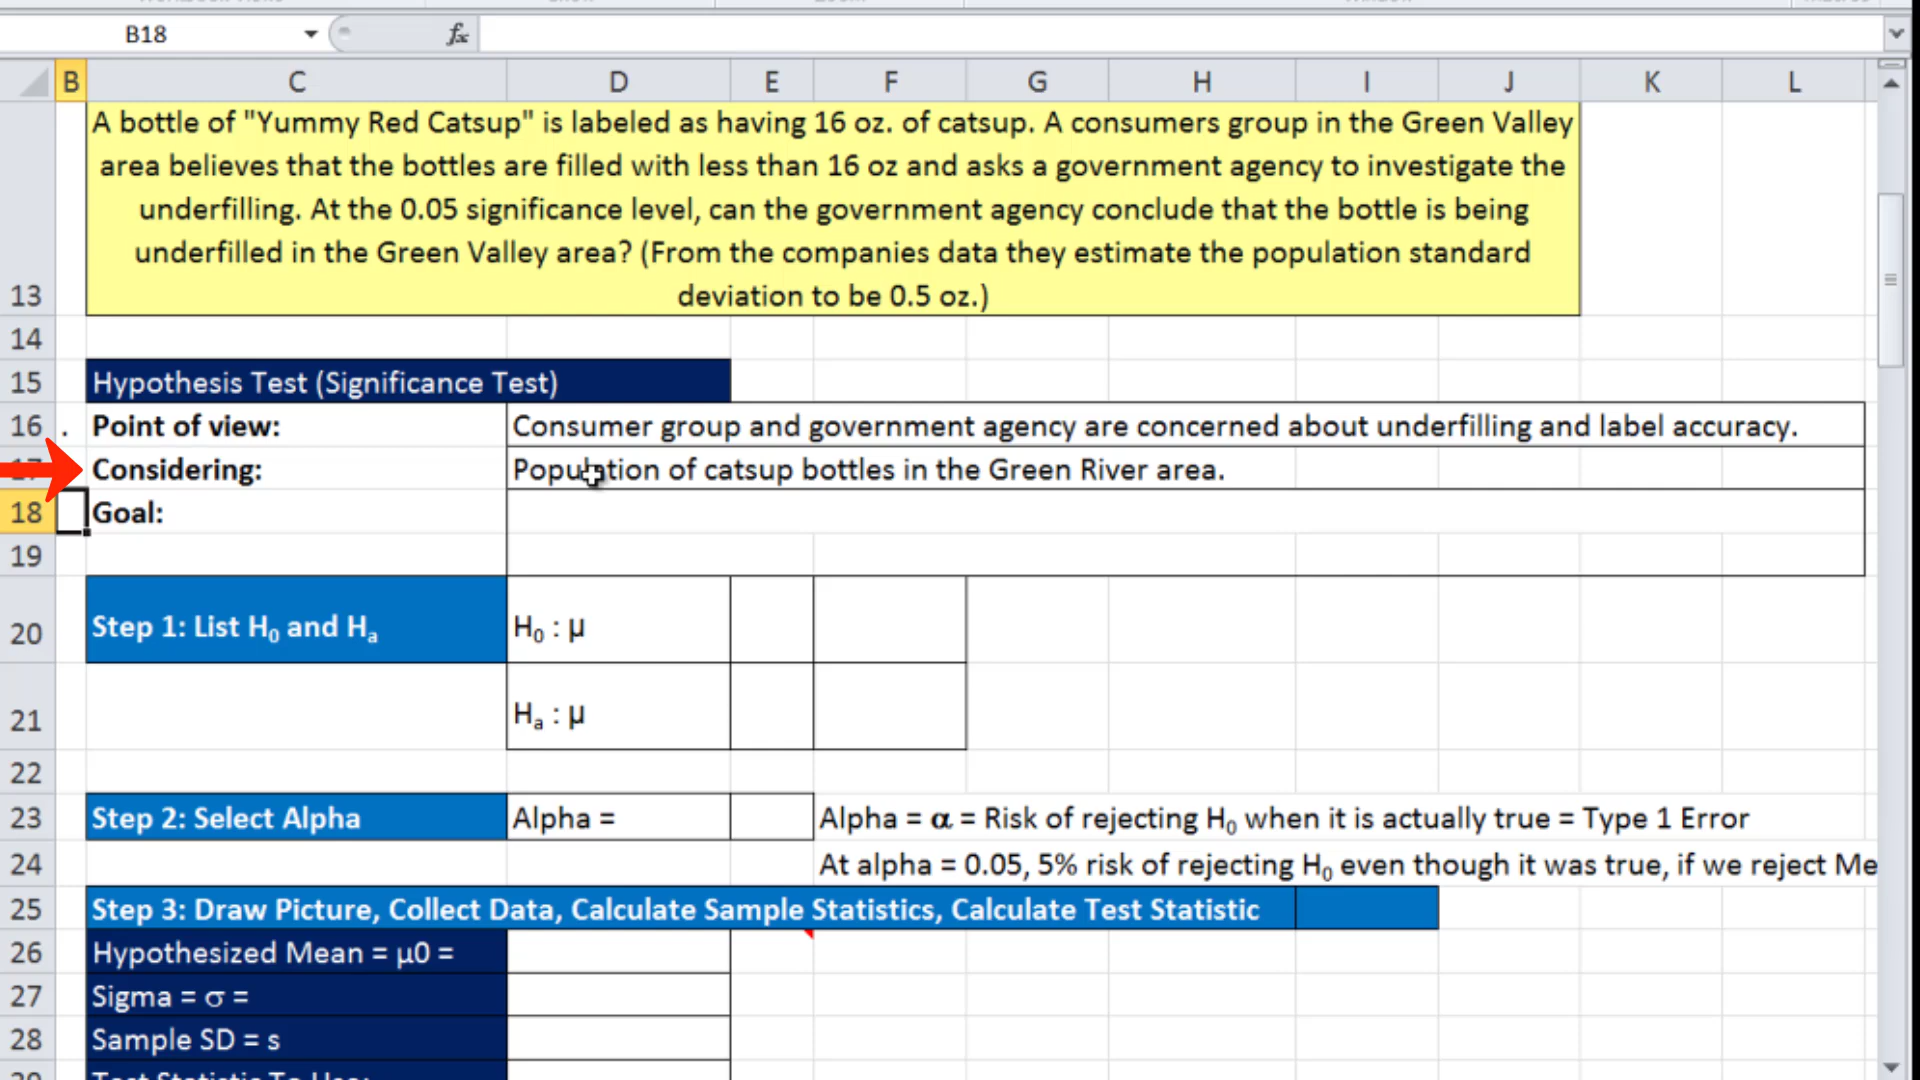 B18
fx
B C D E F G H I J K L
A bottle of "Yummy Red Catsup" is labeled as having 16 oz. of catsup. A consumers group in the Green Valley
area believes that the bottles are filled with less than 16 oz and asks a government agency to investigate the
underfilling. At the 0.05 significance level, can the government agency conclude that the bottle is being
underfilled in the Green Valley area? (From the companies data they estimate the population standard
13 deviation to be 0.5 oz.)
14
15 Hypothesis Test (Significance Test)
16 . Point of view: Consumer group and government agency are concerned about underfilling and label accuracy.
17 Considering: Population of catsup bottles in the Green River area.
18 Goal:
19
20 Step 1: List H₀ and Hₐ H₀ : µ
21 Hₐ : µ
22
23 Step 2: Select Alpha Alpha = Alpha = α = Risk of rejecting H₀ when it is actually true = Type 1 Error
24 At alpha = 0.05, 5% risk of rejecting H₀ even though it was true, if we reject Me
25 Step 3: Draw Picture, Collect Data, Calculate Sample Statistics, Calculate Test Statistic
26 Hypothesized Mean = µ0 =
27 Sigma = σ =
28 Sample SD = s